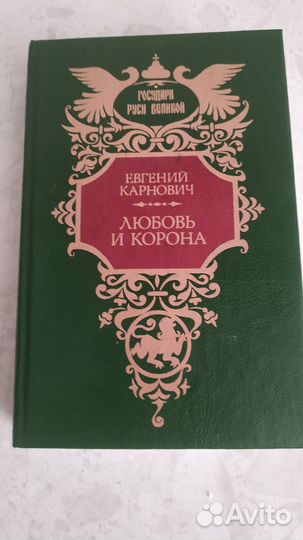 ГОСУДАРИ
РУСИ ВЕЛИКОЙ
ЕВГЕНИЙ
КАРНОВИЧ
ЛЮБОВЬ
И КОРОНА
Avito